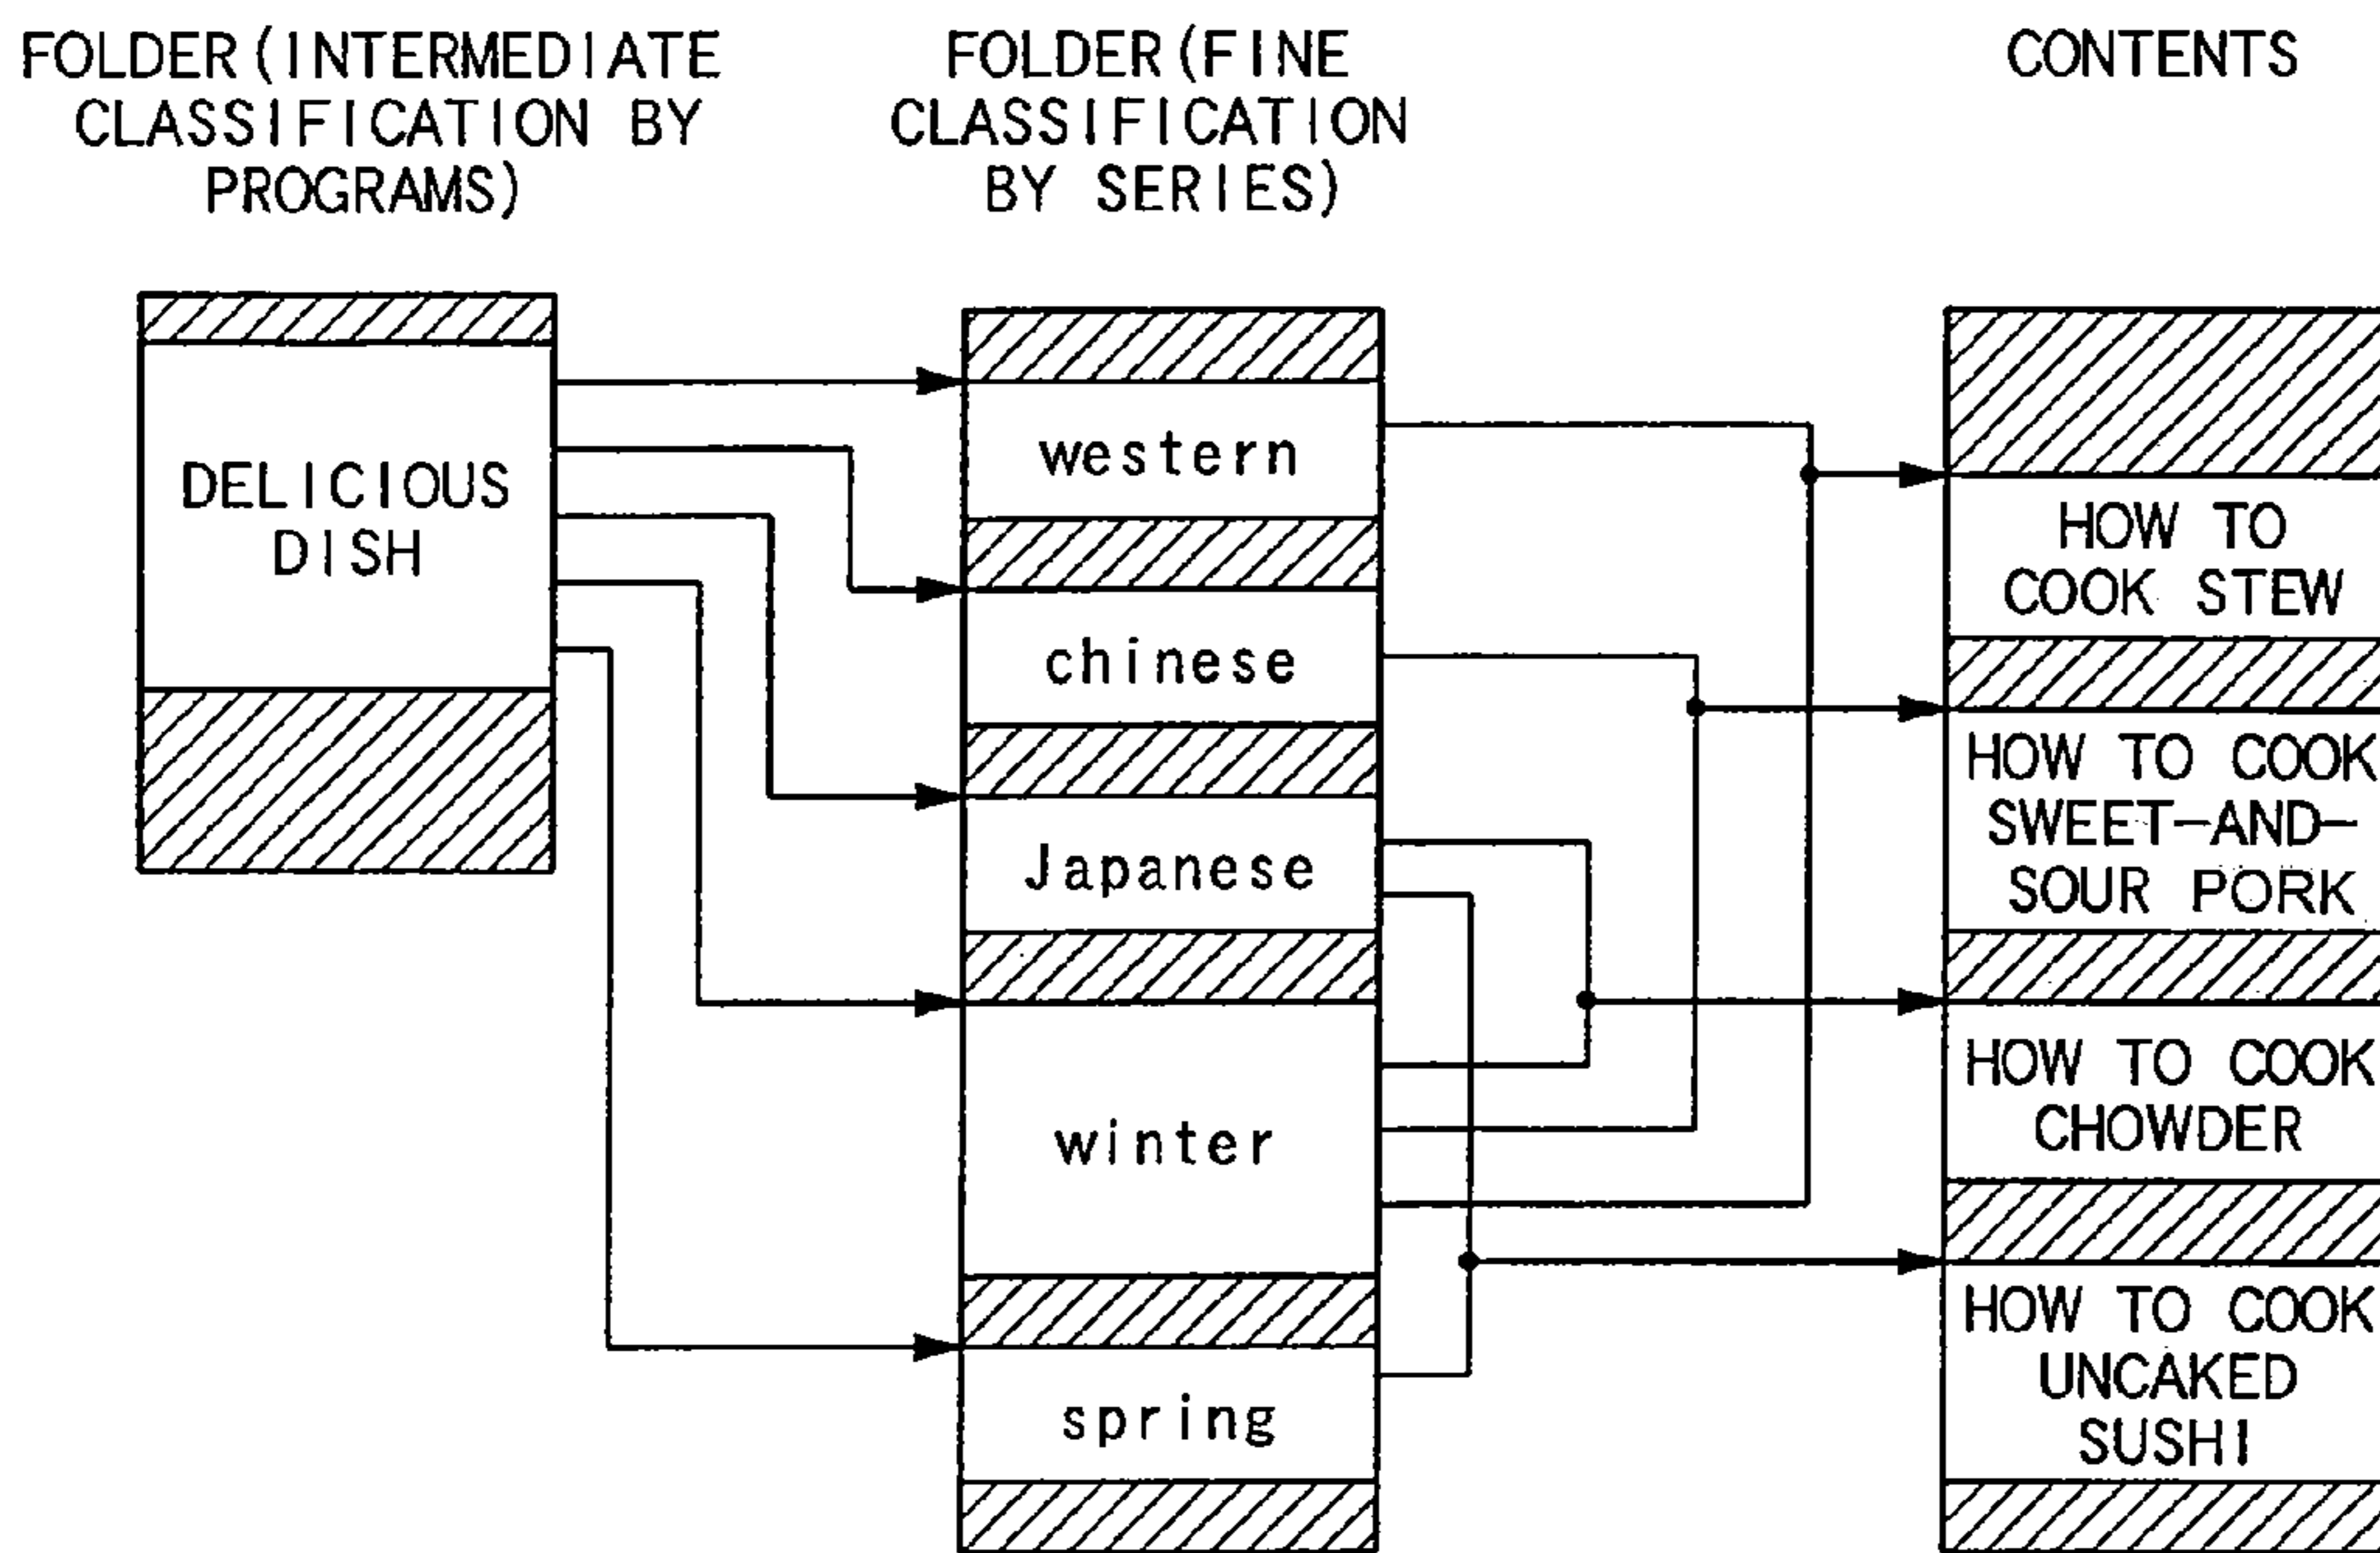 FOLDER (INTERMEDIATE
CLASSIFICATION BY
PROGRAMS)
FOLDER (FINE
CLASSIFICATION
BY SERIES)
CONTENTS
DELICIOUS
DISH
western
chinese
Japanese
winter
spring
HOW TO
COOK STEW
HOW TO COOK
SWEET-AND-
SOUR PORK
HOW TO COOK
CHOWDER
HOW TO COOK
UNCAKED
SUSHI